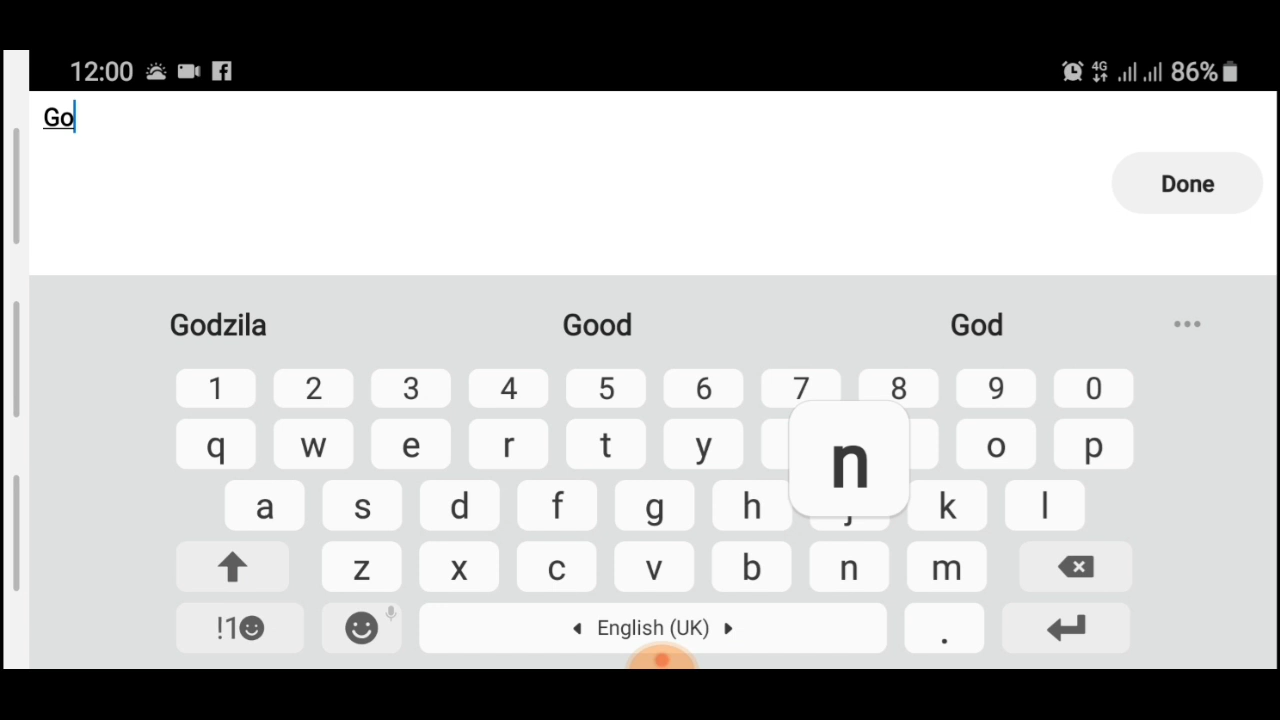 12:00 4G 86%
Go
Done
Godzila Good God
1 2 3 4 5 6 7 8 9 0
q w e r t y o p
n
a s d f g h j k l
z x c v b n m
!1 English (UK) .